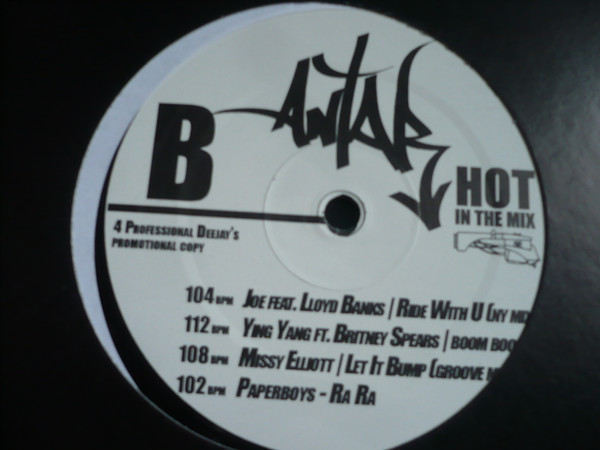 ANTAR
B
HOT
IN THE MIX
4 PROFESSIONAL DEEJAY'S
PROMOTIONAL COPY
104 BPM JOE FEAT. LLOYD BANKS | RIDE WITH U (NY MIX
112 BPM YING YANG FT. BRITNEY SPEARS | BOOM BOO
108 BPM MISSY ELLIOTT | LET IT BUMP (GROOVE
102 BPM PAPERBOYS - RA RA